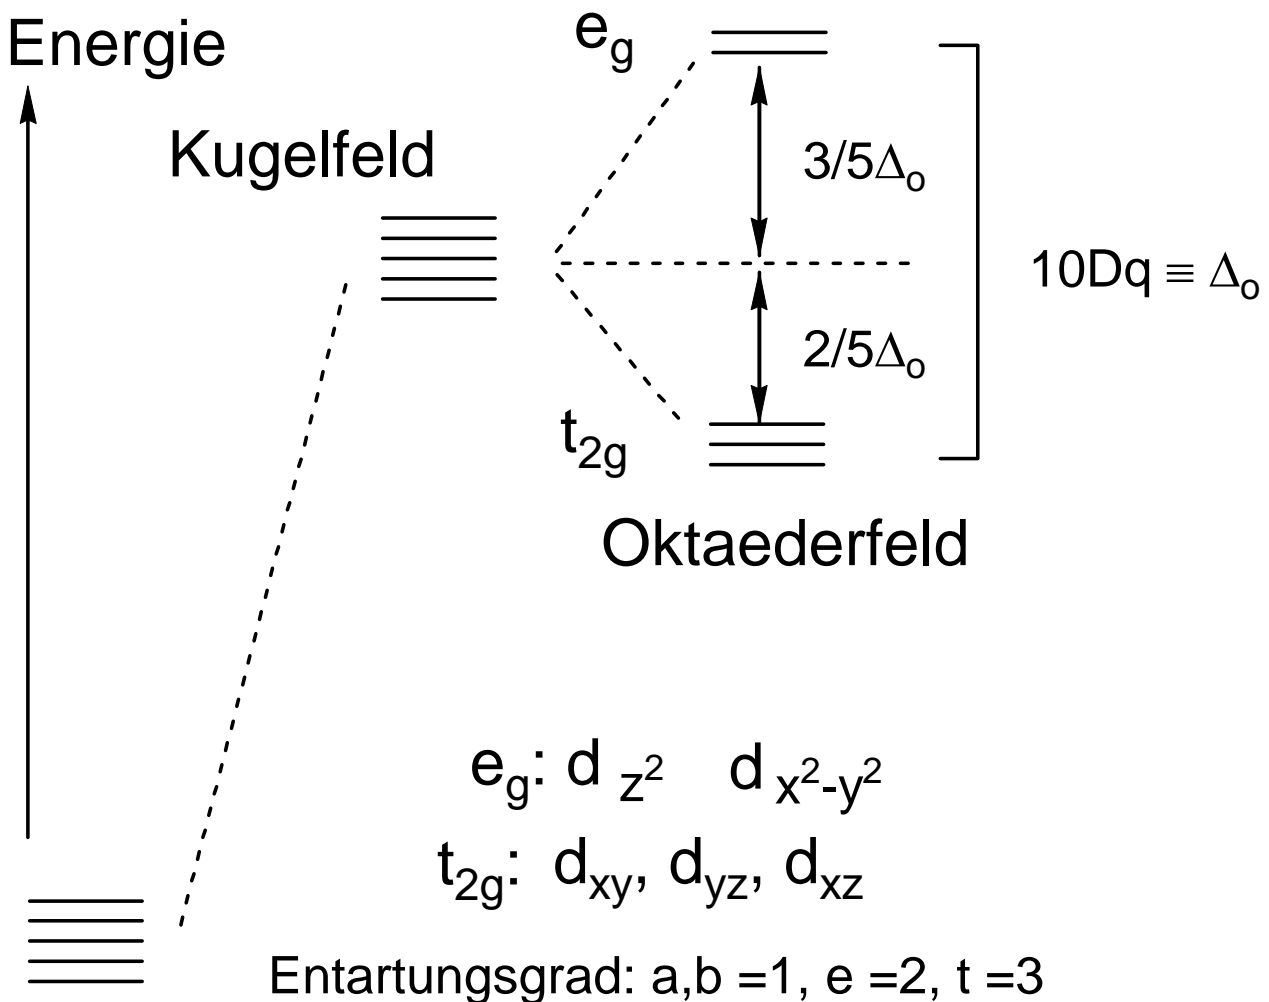 Energie
e_g
Kugelfeld
3/5Δ_o
10Dq ≡ Δ_o
2/5Δ_o
t_2g
Oktaederfeld
e_g: d z² d x²-y²
t_2g: d_xy, d_yz, d_xz
Entartungsgrad: a,b =1, e =2, t =3